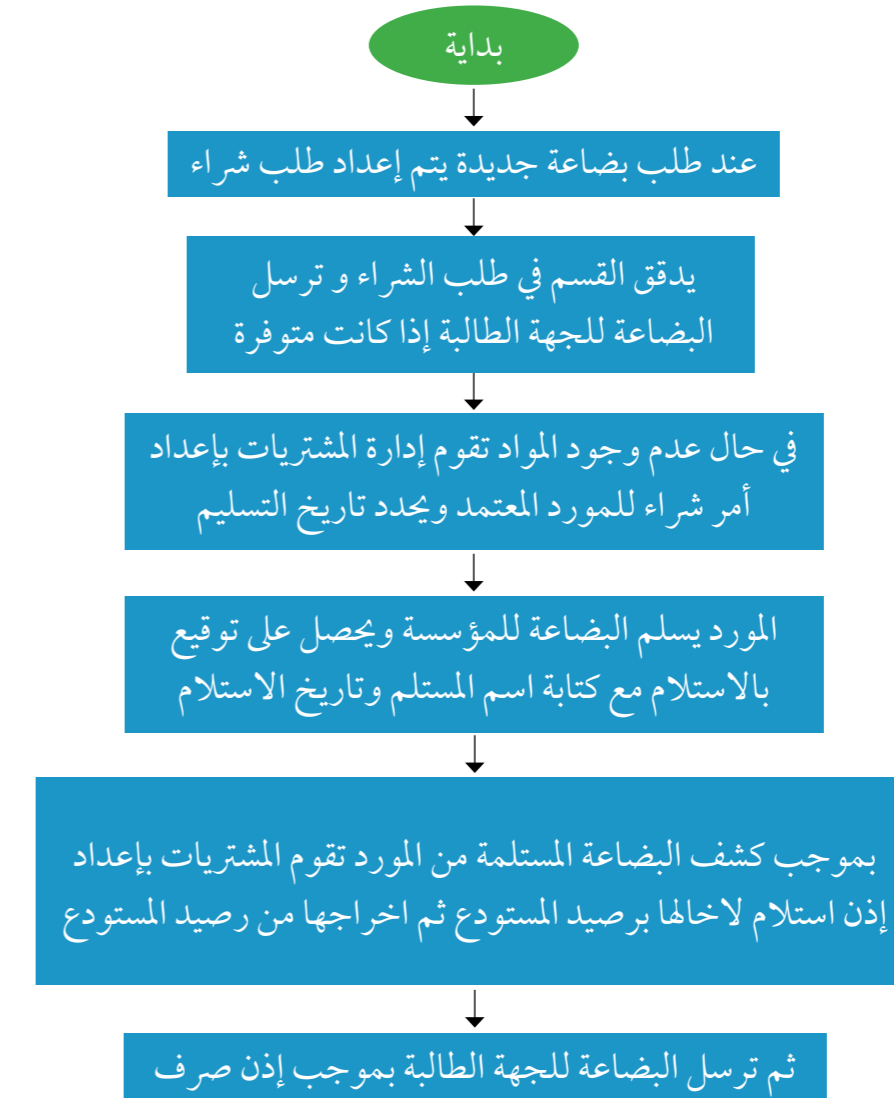 بداية
عند طلب بضاعة جديدة يتم إعداد طلب شراء
يدقق القسم في طلب الشراء و ترسل
البضاعة للجهة الطالبة إذا كانت متوفرة
في حال عدم وجود المواد تقوم إدارة المشتريات بإعداد
أمر شراء للمورد المعتمد ويحدد تاريخ التسليم
المورد يسلم البضاعة للمؤسسة ويحصل على توقيع
بالاستلام مع كتابة اسم المستلم وتاريخ الاستلام
بموجب كشف البضاعة المستلمة من المورد تقوم المشتريات بإعداد
إذن استلام لاخالها برصيد المستودع ثم اخراجها من رصيد المستودع
ثم ترسل البضاعة للجهة الطالبة بموجب إذن صرف